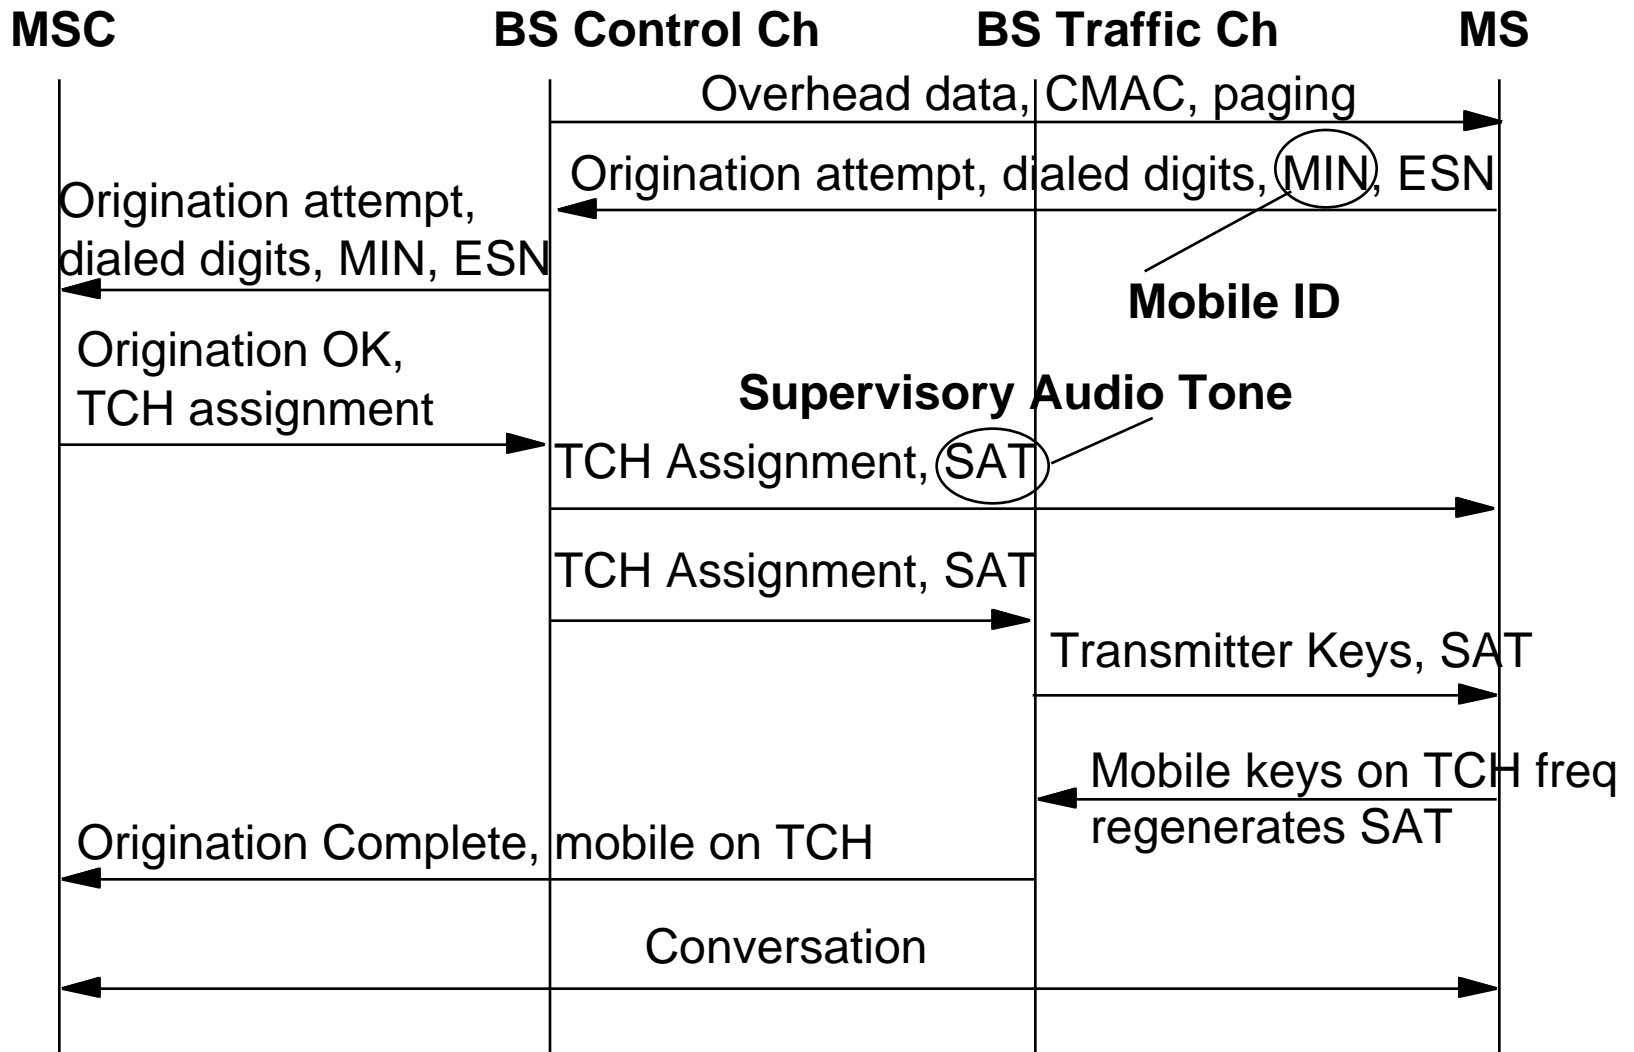 MSC
BS Control Ch
BS Traffic Ch
MS
Overhead data, CMAC, paging
Origination attempt, dialed digits, MIN, ESN
Origination attempt,
dialed digits, MIN, ESN
Mobile ID
Origination OK,
TCH assignment
Supervisory Audio Tone
TCH Assignment, SAT
TCH Assignment, SAT
Transmitter Keys, SAT
Mobile keys on TCH freq
regenerates SAT
Origination Complete, mobile on TCH
Conversation